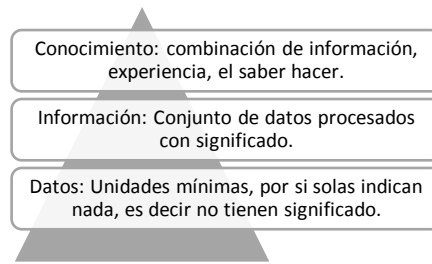 Conocimiento: combinación de información,
experiencia, el saber hacer.
Información: Conjunto de datos procesados
con significado.
Datos: Unidades mínimas, por si solas indican
nada, es decir no tienen significado.